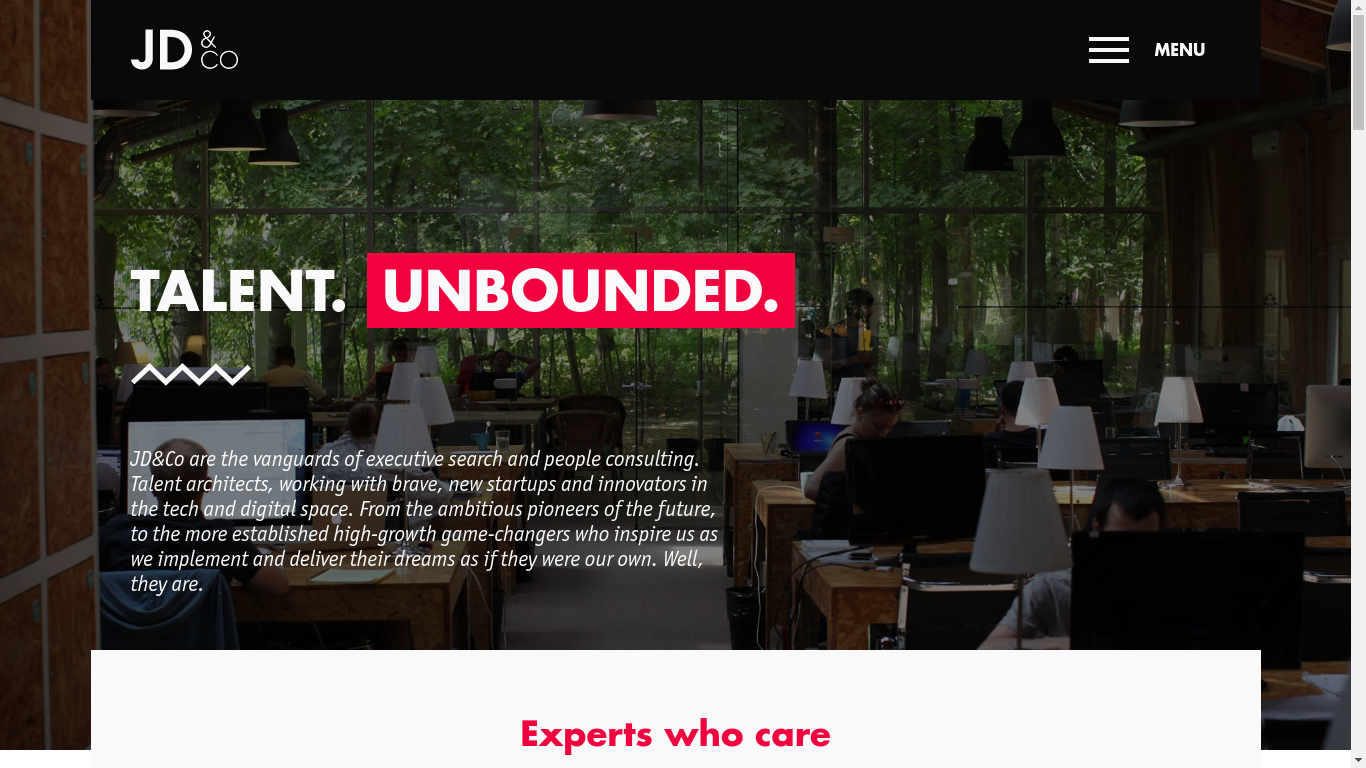 JD &
CO
MENU
TALENT. UNBOUNDED.
JD&Co are the vanguards of executive search and people consulting.
Talent architects, working with brave, new startups and innovators in
the tech and digital space. From the ambitious pioneers of the future,
to the more established high-growth game-changers who inspire us as
we implement and deliver their dreams as if they were our own. Well,
they are.
Experts who care